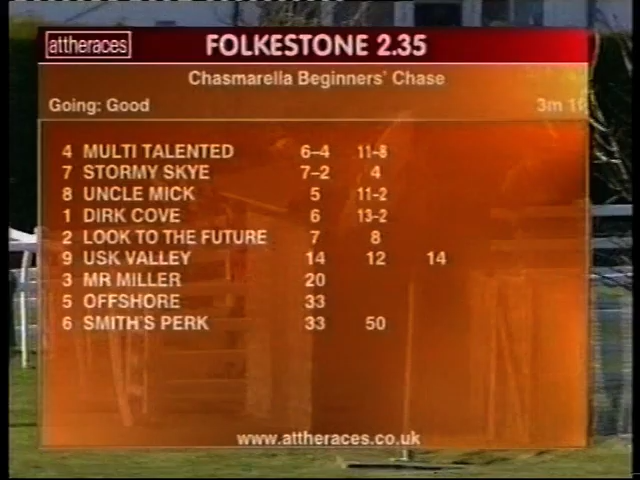 attheraces FOLKESTONE 2.35
Chasmarella Beginners' Chase
Going: Good 3m 1f
4 MULTI TALENTED 6–4 11–8
7 STORMY SKYE 7–2 4
8 UNCLE MICK 5 11–2
1 DIRK COVE 6 13–2
2 LOOK TO THE FUTURE 7 8
9 USK VALLEY 14 12 14
3 MR MILLER 20
5 OFFSHORE 33
6 SMITH'S PERK 33 50
www.attheraces.co.uk